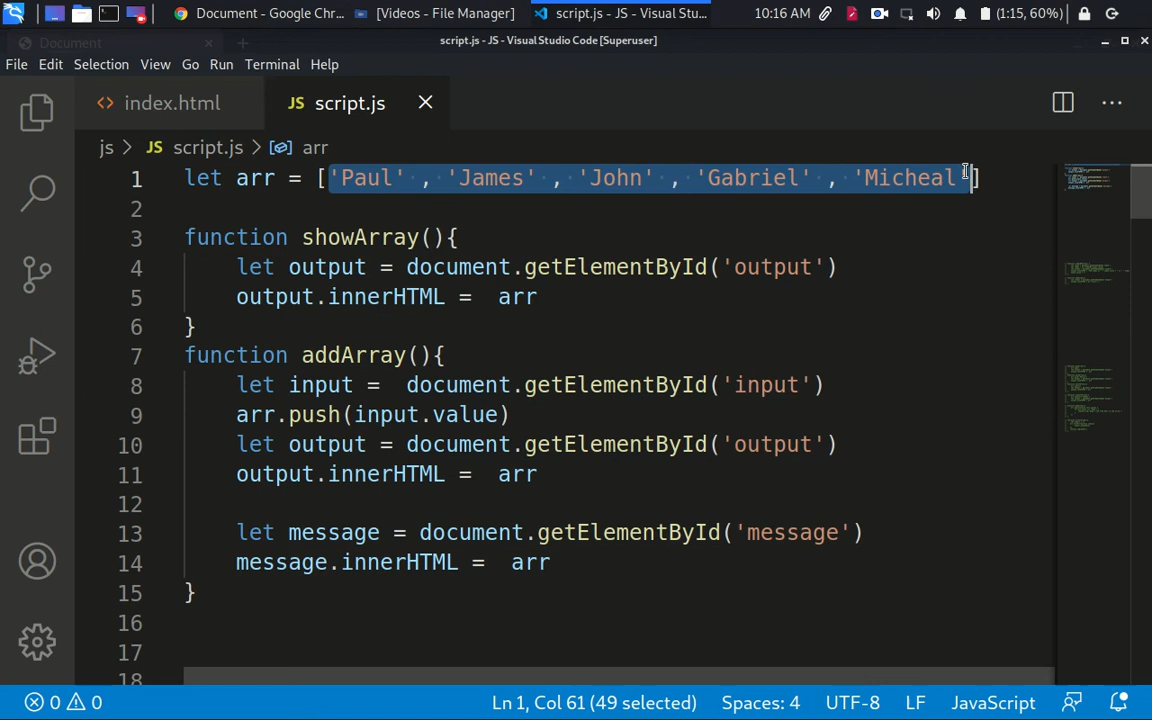 Document - Google Chr...
[Videos - File Manager]
script.js - JS - Visual Stu...
10:16 AM
(1:15, 60%)
Document
script.js - JS - Visual Studio Code [Superuser]
File Edit Selection View Go Run Terminal Help
<> index.html
JS script.js
js > JS script.js > arr
1 let arr = ['Paul' , 'James' , 'John' , 'Gabriel' , 'Micheal']
2
3 function showArray(){
4 let output = document.getElementById('output')
5 output.innerHTML = arr
6 }
7 function addArray(){
8 let input = document.getElementById('input')
9 arr.push(input.value)
10 let output = document.getElementById('output')
11 output.innerHTML = arr
12
13 let message = document.getElementById('message')
14 message.innerHTML = arr
15 }
16
17
18
0 0 Ln 1, Col 61 (49 selected) Spaces: 4 UTF-8 LF JavaScript